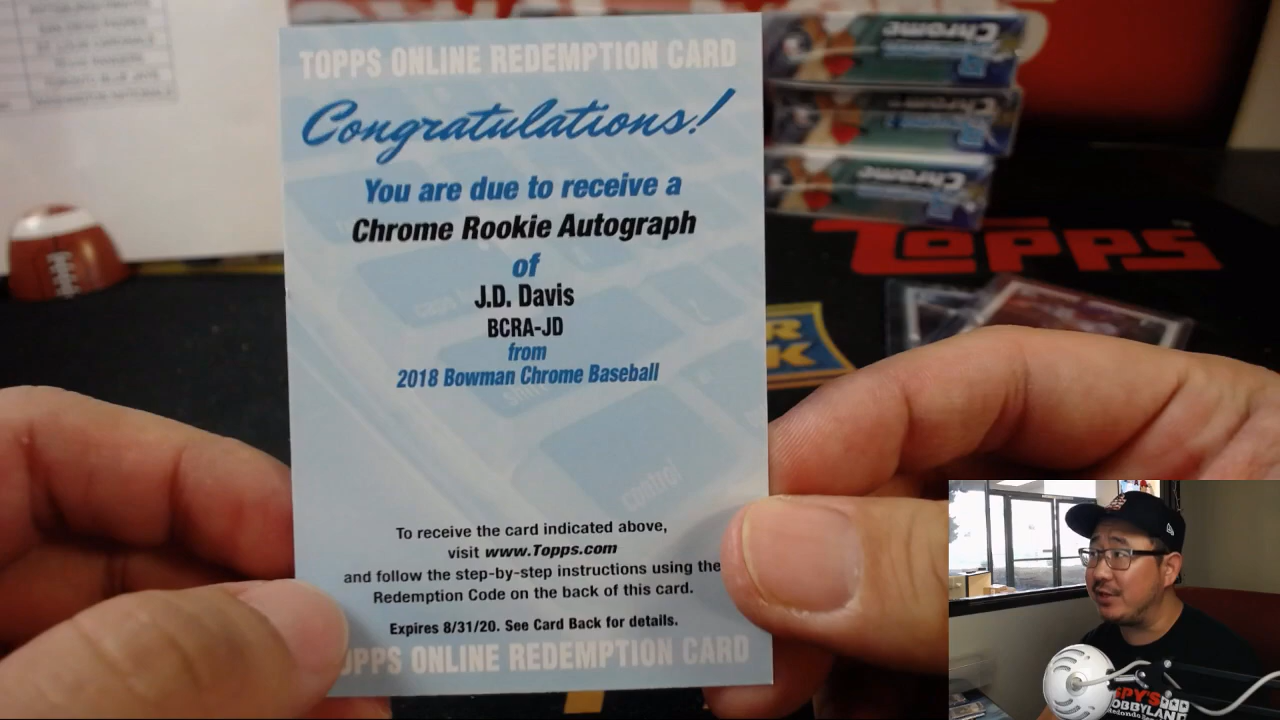 TOPPS ONLINE REDEMPTION CARD
Congratulations!
You are due to receive a
Chrome Rookie Autograph
of
J.D. Davis
BCRA-JD
from
2018 Bowman Chrome Baseball
control
To receive the card indicated above,
visit www.Topps.com
and follow the step-by-step instructions using the
Redemption Code on the back of this card.
Expires 8/31/20. See Card Back for details.
OPPS ONLINE REDEMPTION CARD
Chrome
Chrome
Chrome
TOPPS